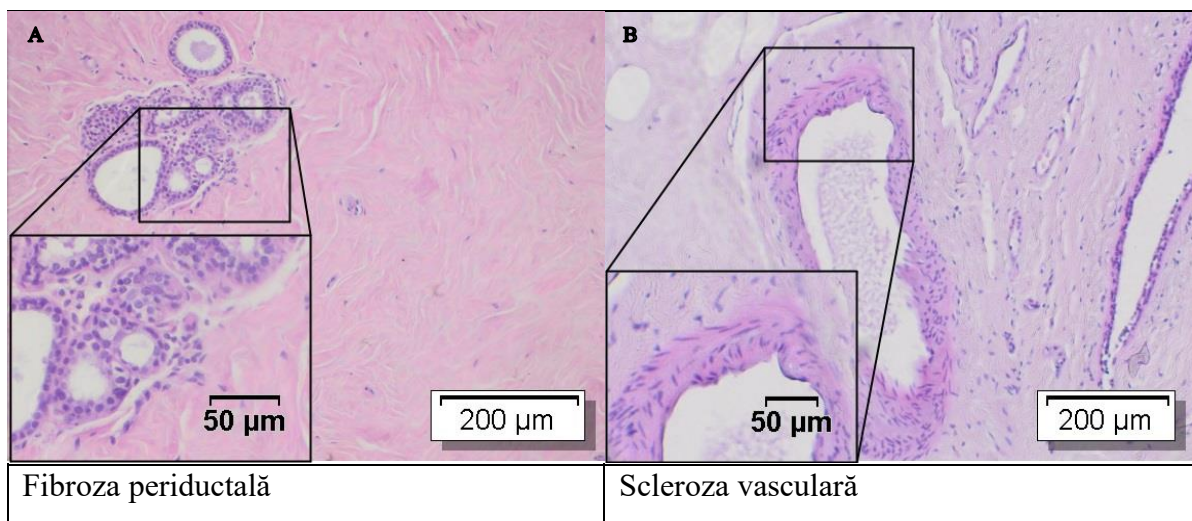 A
50 µm
200 µm
B
50 µm
200 µm
Fibroza periductală
Scleroza vasculară